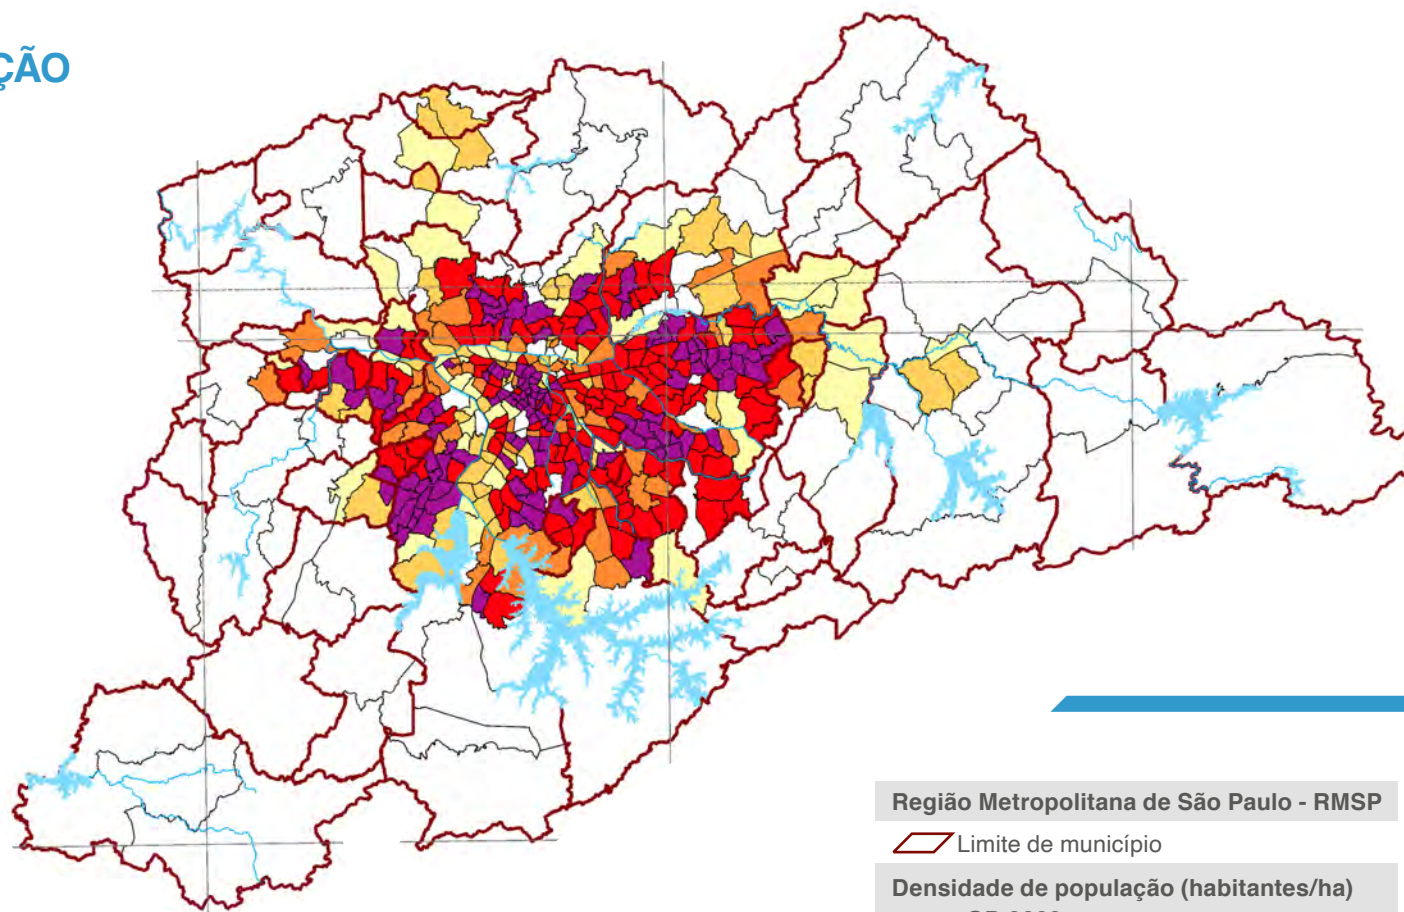 ÇÃO
Região Metropolitana de São Paulo - RMSP
Limite de município
Densidade de população (habitantes/ha)